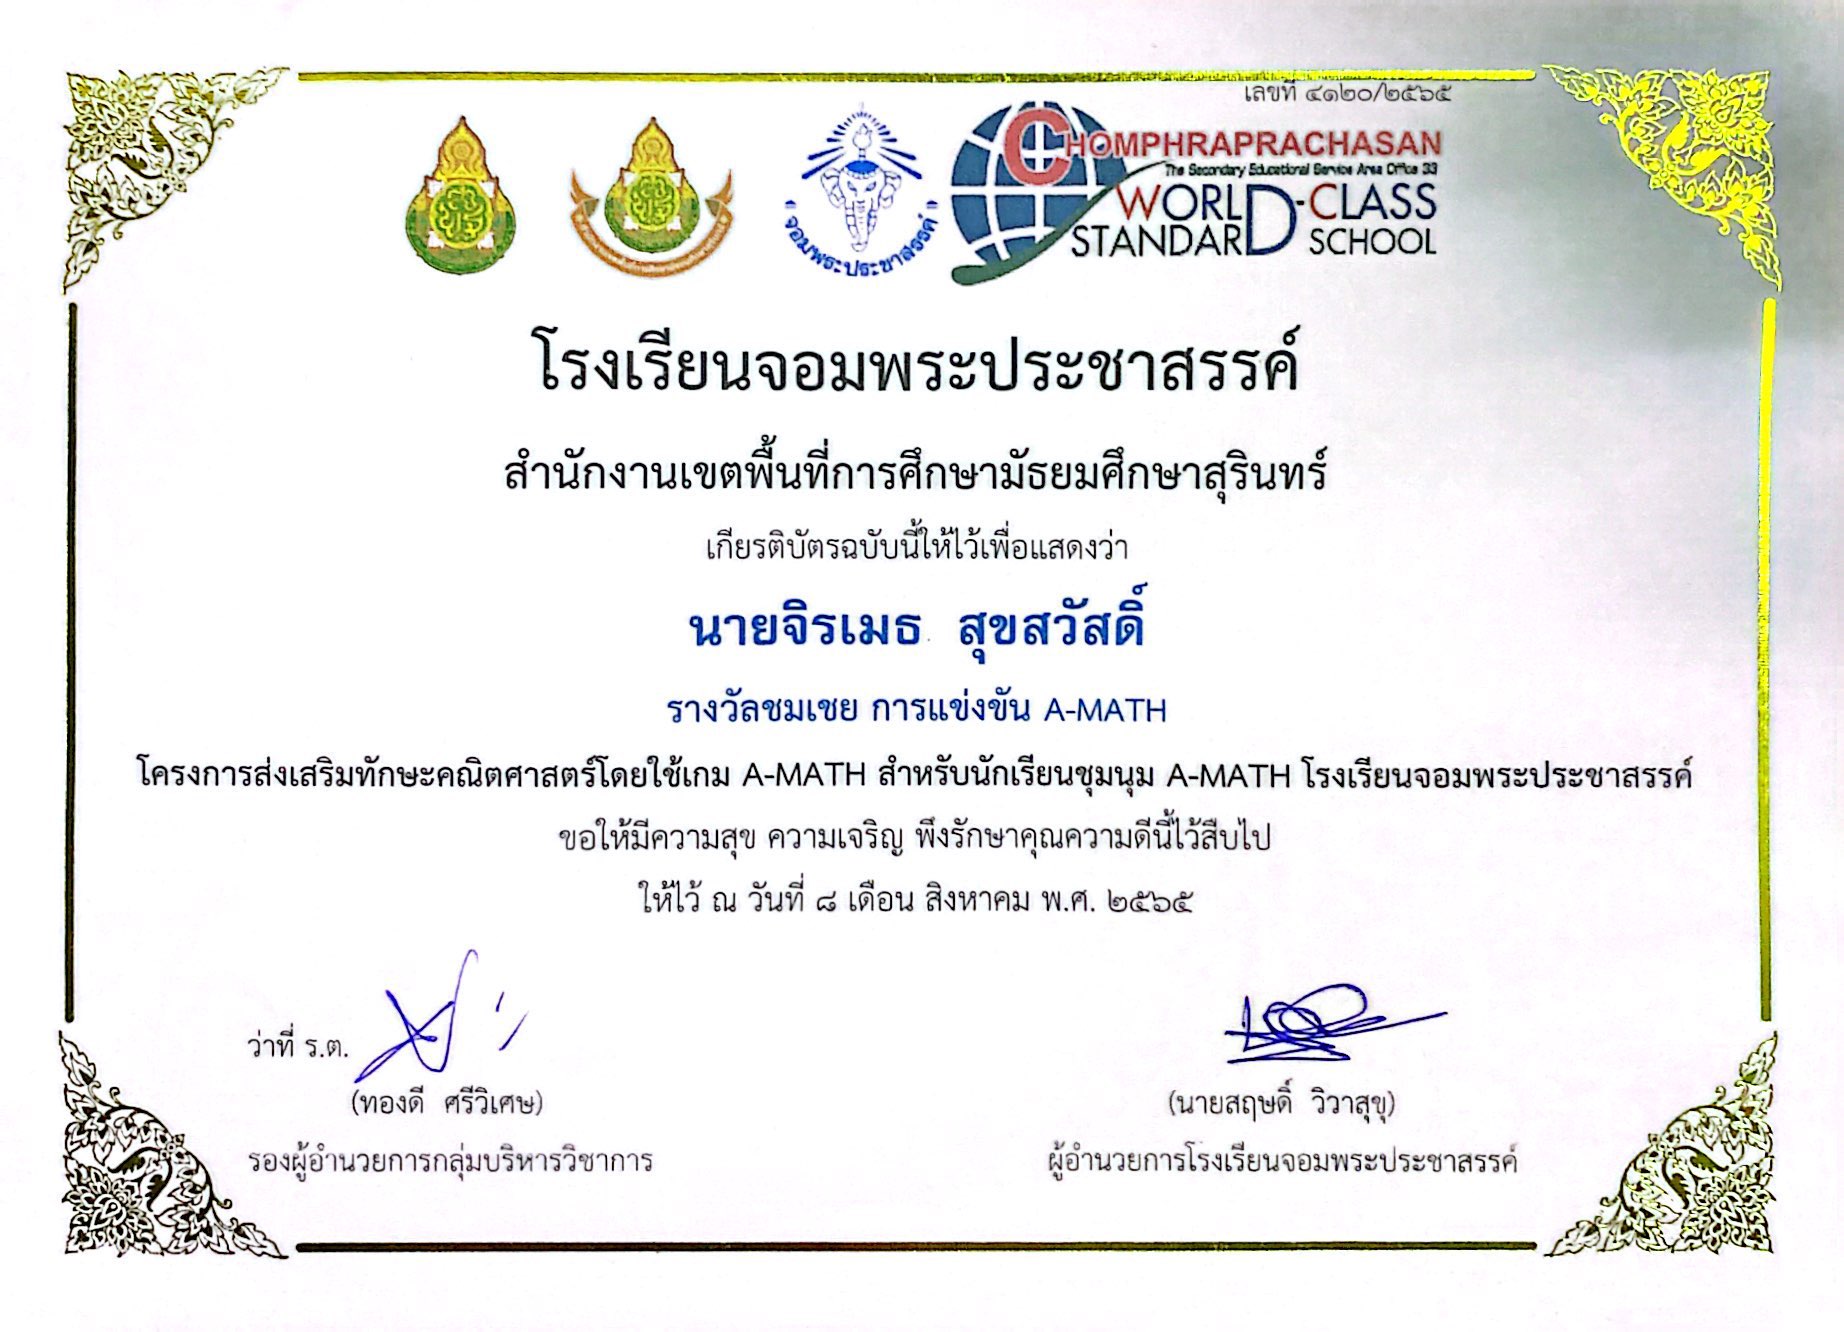 เลขที่ ๔๑๒๐/๒๕๖๕
CHOMPHRAPRACHASAN
The Secondary Educational Service Area Office 33
WORLD-CLASS
STANDARD SCHOOL
"จอมพระประชาสรรค์"
โรงเรียนจอมพระประชาสรรค์
สำนักงานเขตพื้นที่การศึกษามัธยมศึกษาสุรินทร์
เกียรติบัตรฉบับนี้ให้ไว้เพื่อแสดงว่า
นายจิรเมธ สุขสวัสดิ์
รางวัลชมเชย การแข่งขัน A-MATH
โครงการส่งเสริมทักษะคณิตศาสตร์โดยใช้เกม A-MATH สำหรับนักเรียนชุมนุม A-MATH โรงเรียนจอมพระประชาสรรค์
ขอให้มีความสุข ความเจริญ พึงรักษาคุณความดีนี้ไว้สืบไป
ให้ไว้ ณ วันที่ ๘ เดือน สิงหาคม พ.ศ. ๒๕๖๕
ว่าที่ ร.ต.
(ทองดี ศรีวิเศษ)
รองผู้อำนวยการกลุ่มบริหารวิชาการ
(นายสฤษดิ์ วิวาสุขุ)
ผู้อำนวยการโรงเรียนจอมพระประชาสรรค์